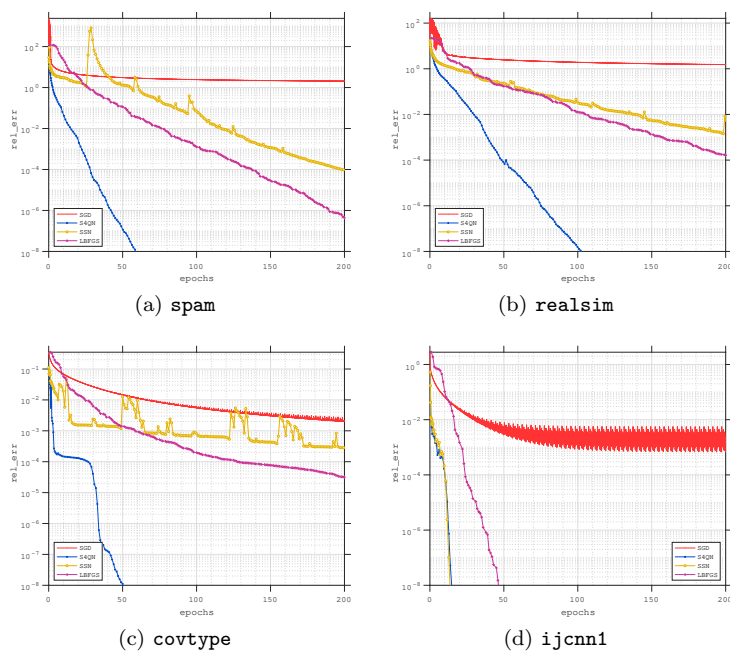 10^2
10^0
10^-2
10^-4
10^-6
10^-8
rel_err
SGD
S4QN
SSN
LBFGS
0 50 100 150 200
epochs
(a) spam
10^2
10^0
10^-2
10^-4
10^-6
10^-8
rel_err
SGD
S4QN
SSN
LBFGS
0 50 100 150 200
epochs
(b) realsim
10^-1
10^-2
10^-3
10^-4
10^-5
10^-6
10^-7
10^-8
rel_err
SGD
S4QN
SSN
LBFGS
0 50 100 150 200
epochs
(c) covtype
10^0
10^-2
10^-4
10^-6
10^-8
rel_err
SGD
S4QN
SSN
LBFGS
0 50 100 150 200
epochs
(d) ijcnn1